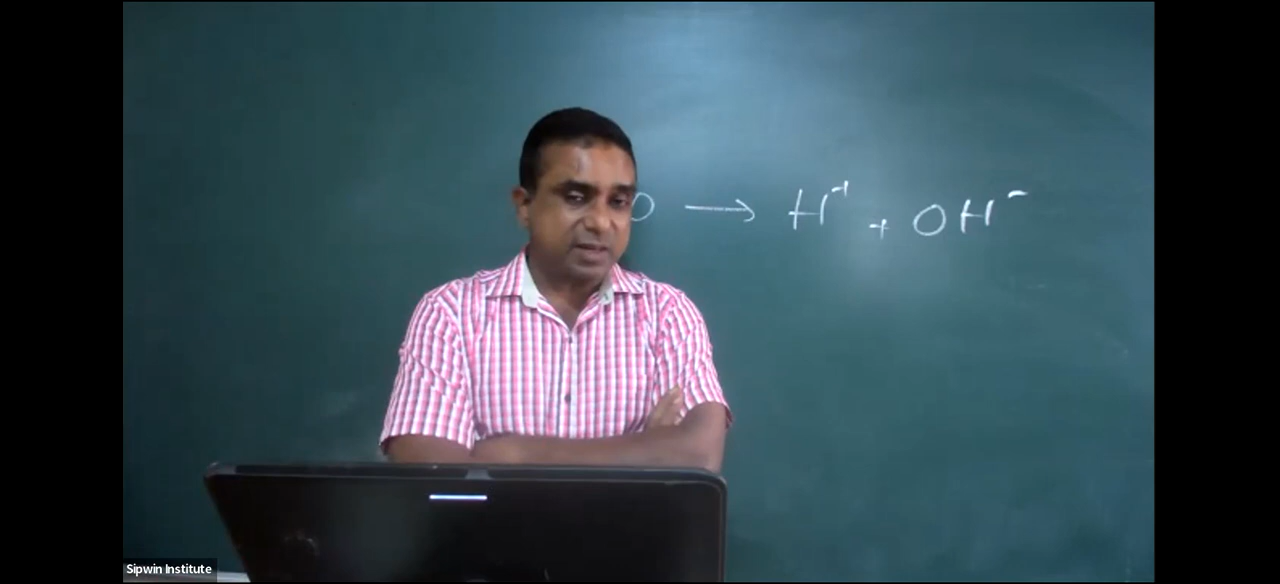 O → H⁺ + OH⁻
Sipwin Institute